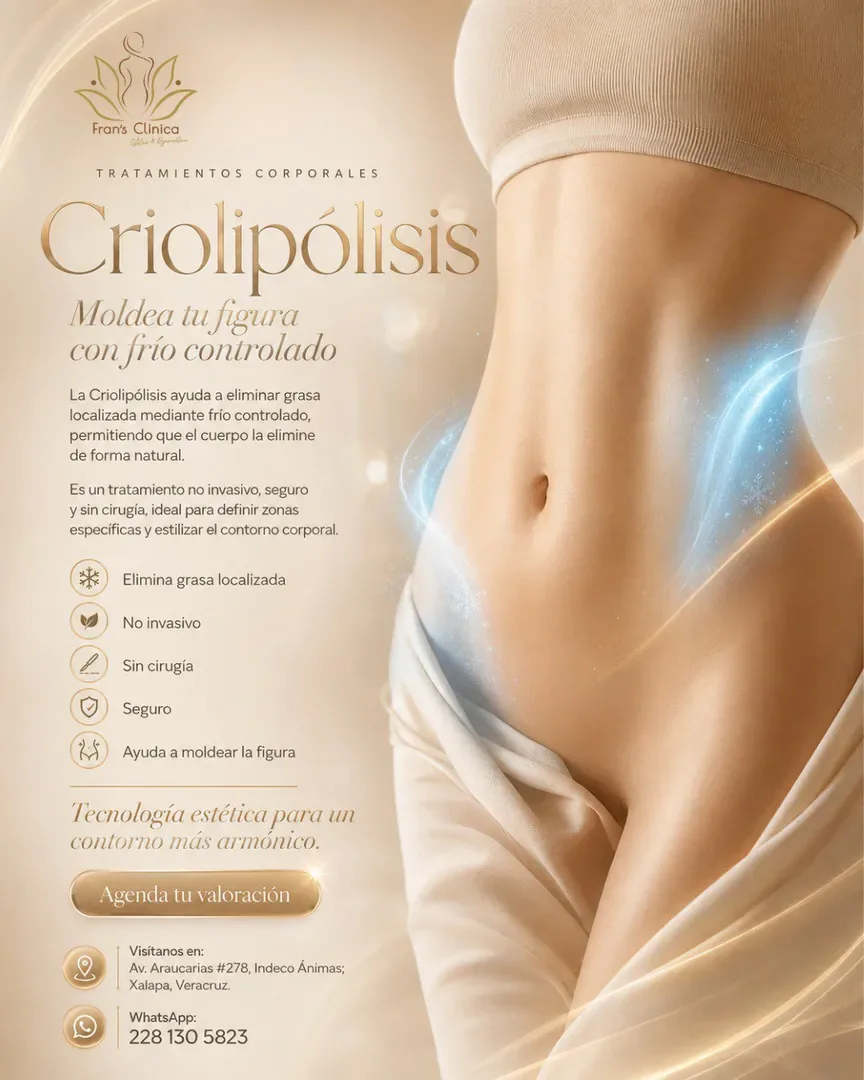 Fran's Clinica
TRATAMIENTOS CORPORALES
Criolipólisis
Moldea tu figura
con frío controlado
La Criolipólisis ayuda a eliminar grasa
localizada mediante frío controlado,
permitiendo que el cuerpo la elimine
de forma natural.
Es un tratamiento no invasivo, seguro
y sin cirugía, ideal para definir zonas
específicas y estilizar el contorno corporal.
Elimina grasa localizada
No invasivo
Sin cirugía
Seguro
Ayuda a moldear la figura
Tecnología estética para un
contorno más armónico.
Agenda tu valoración
Visítanos en:
Av. Araucarias #278, Indeco Ánimas;
Xalapa, Veracruz.
WhatsApp:
228 130 5823